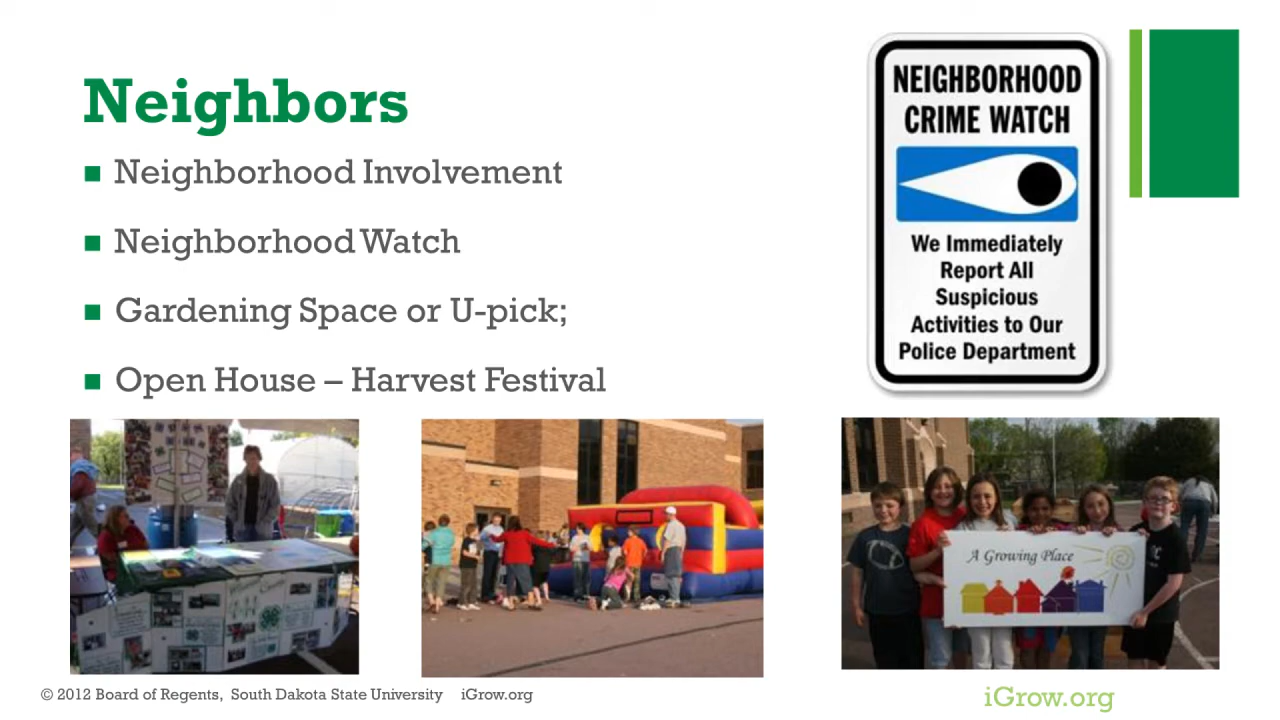 Neighbors
Neighborhood Involvement
Neighborhood Watch
Gardening Space or U-pick;
Open House – Harvest Festival
NEIGHBORHOOD
CRIME WATCH
We Immediately
Report All
Suspicious
Activities to Our
Police Department
A Growing Place
© 2012 Board of Regents, South Dakota State University iGrow.org
iGrow.org